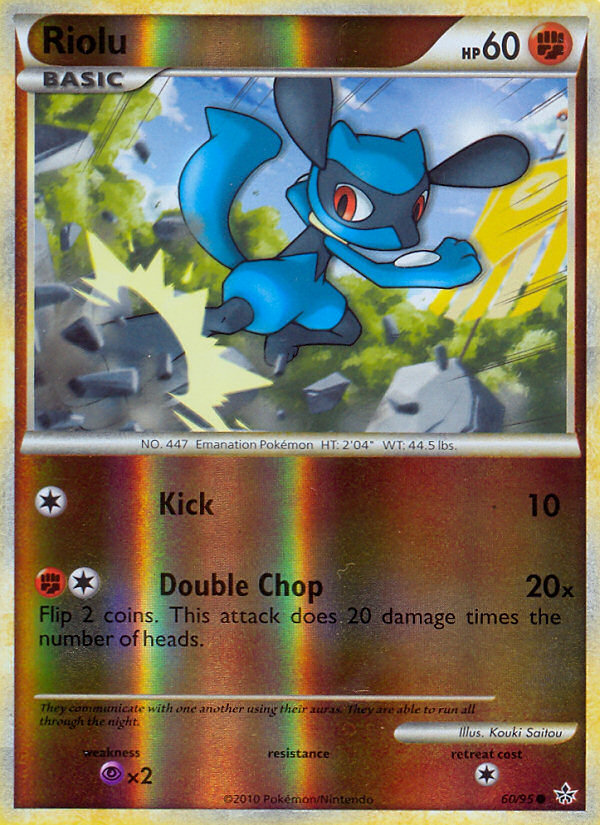 Riolu
HP 60
BASIC
NO. 447 Emanation Pokémon HT: 2'04" WT: 44.5 lbs.
Kick 10
Double Chop 20x
Flip 2 coins. This attack does 20 damage times the
number of heads.
They communicate with one another using their auras. They are able to run all
through the night.
Illus. Kouki Saitou
weakness resistance retreat cost
×2
©2010 Pokémon/Nintendo 60/95